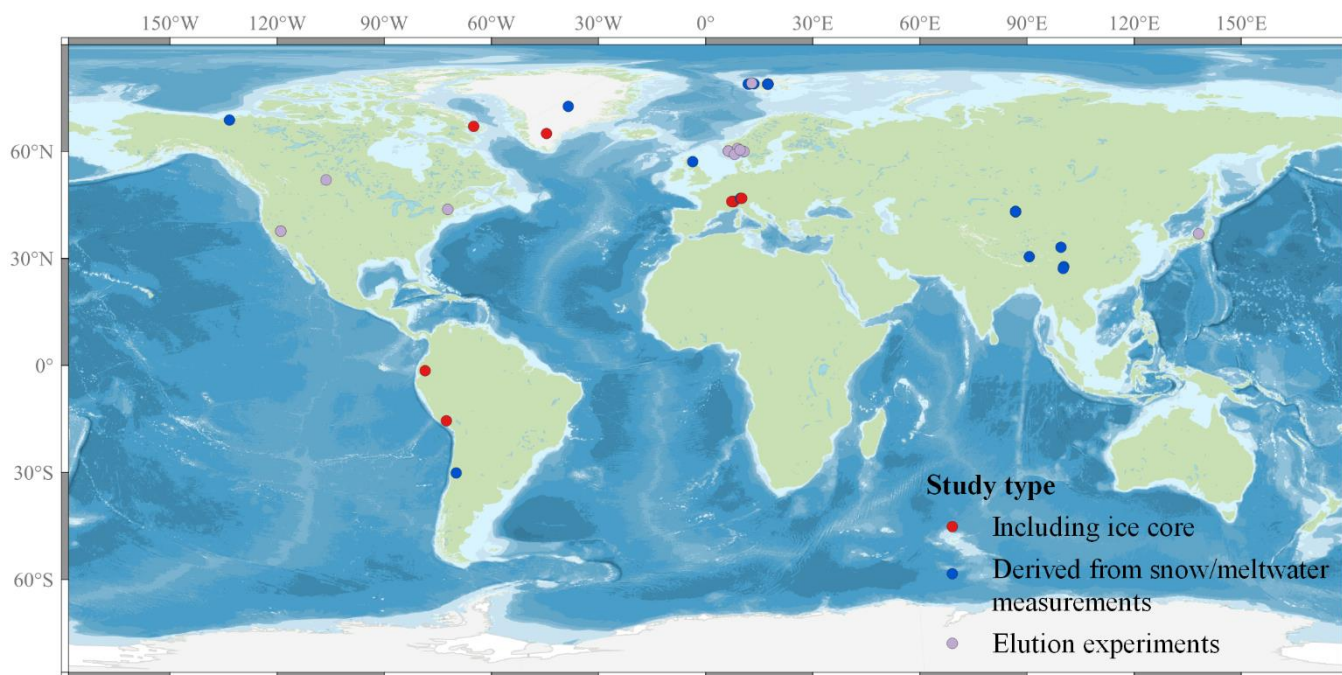 150°W 120°W 90°W 60°W 30°W 0° 30°E 60°E 90°E 120°E 150°E
60°N
30°N
0°
30°S
60°S
Study type
Including ice core
Derived from snow/meltwater
measurements
Elution experiments